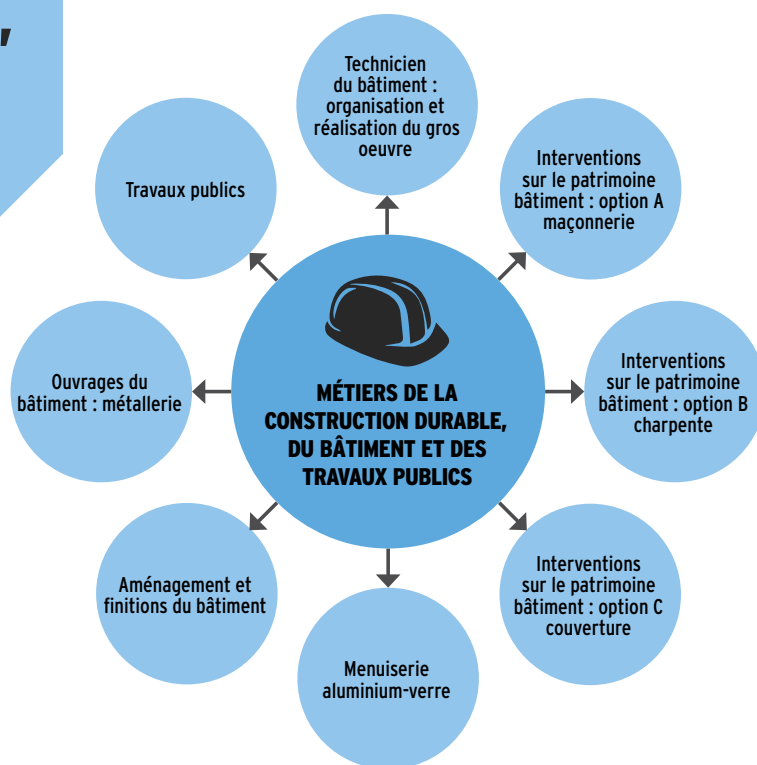 Technicien
du bâtiment :
organisation et
réalisation du gros
oeuvre
Interventions
sur le patrimoine
bâtiment : option A
maçonnerie
Interventions
sur le patrimoine
bâtiment : option B
charpente
Interventions
sur le patrimoine
bâtiment : option C
couverture
Menuiserie
aluminium-verre
Aménagement et
finitions du bâtiment
Ouvrages du
bâtiment : métallerie
Travaux publics
MÉTIERS DE LA
CONSTRUCTION DURABLE,
DU BÂTIMENT ET DES
TRAVAUX PUBLICS